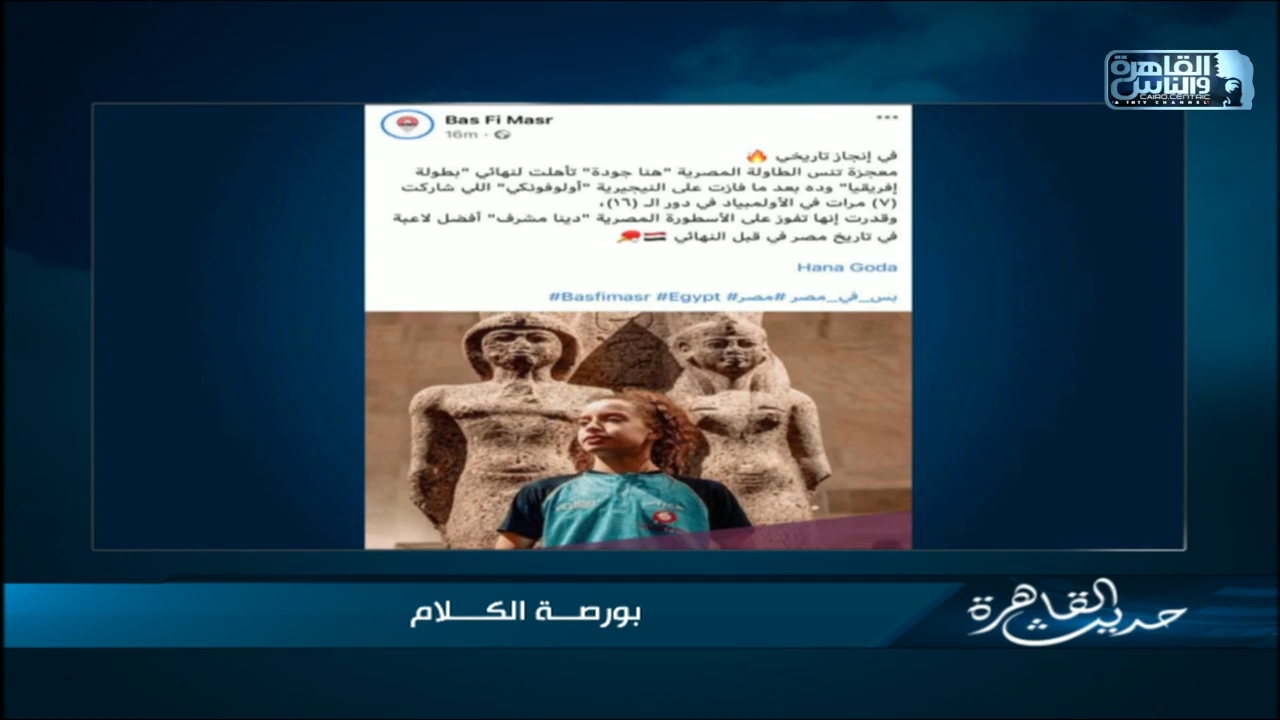 القاهرة
والناس
CAIRO.CENTRIC
A TNTV CHANNEL
Bas Fi Masr
16m
في إنجاز تاريخي 🔥
معجزة تنس الطاولة المصرية "هنا جودة" تأهلت لنهائي "بطولة
إفريقيا" وده بعد ما فازت على النيجيرية "أولوفونكي" اللي شاركت
(٧) مرات في الأولمبياد في دور الـ (١٦)،
وقدرت إنها تفوز على الأسطورة المصرية "دينا مشرف" أفضل لاعبة
في تاريخ مصر في قبل النهائي 🇪🇬🏓
Hana Goda
#بس_في_مصر #مصر #Egypt #Basfimasr
حديث القاهرة
بورصة الكلام